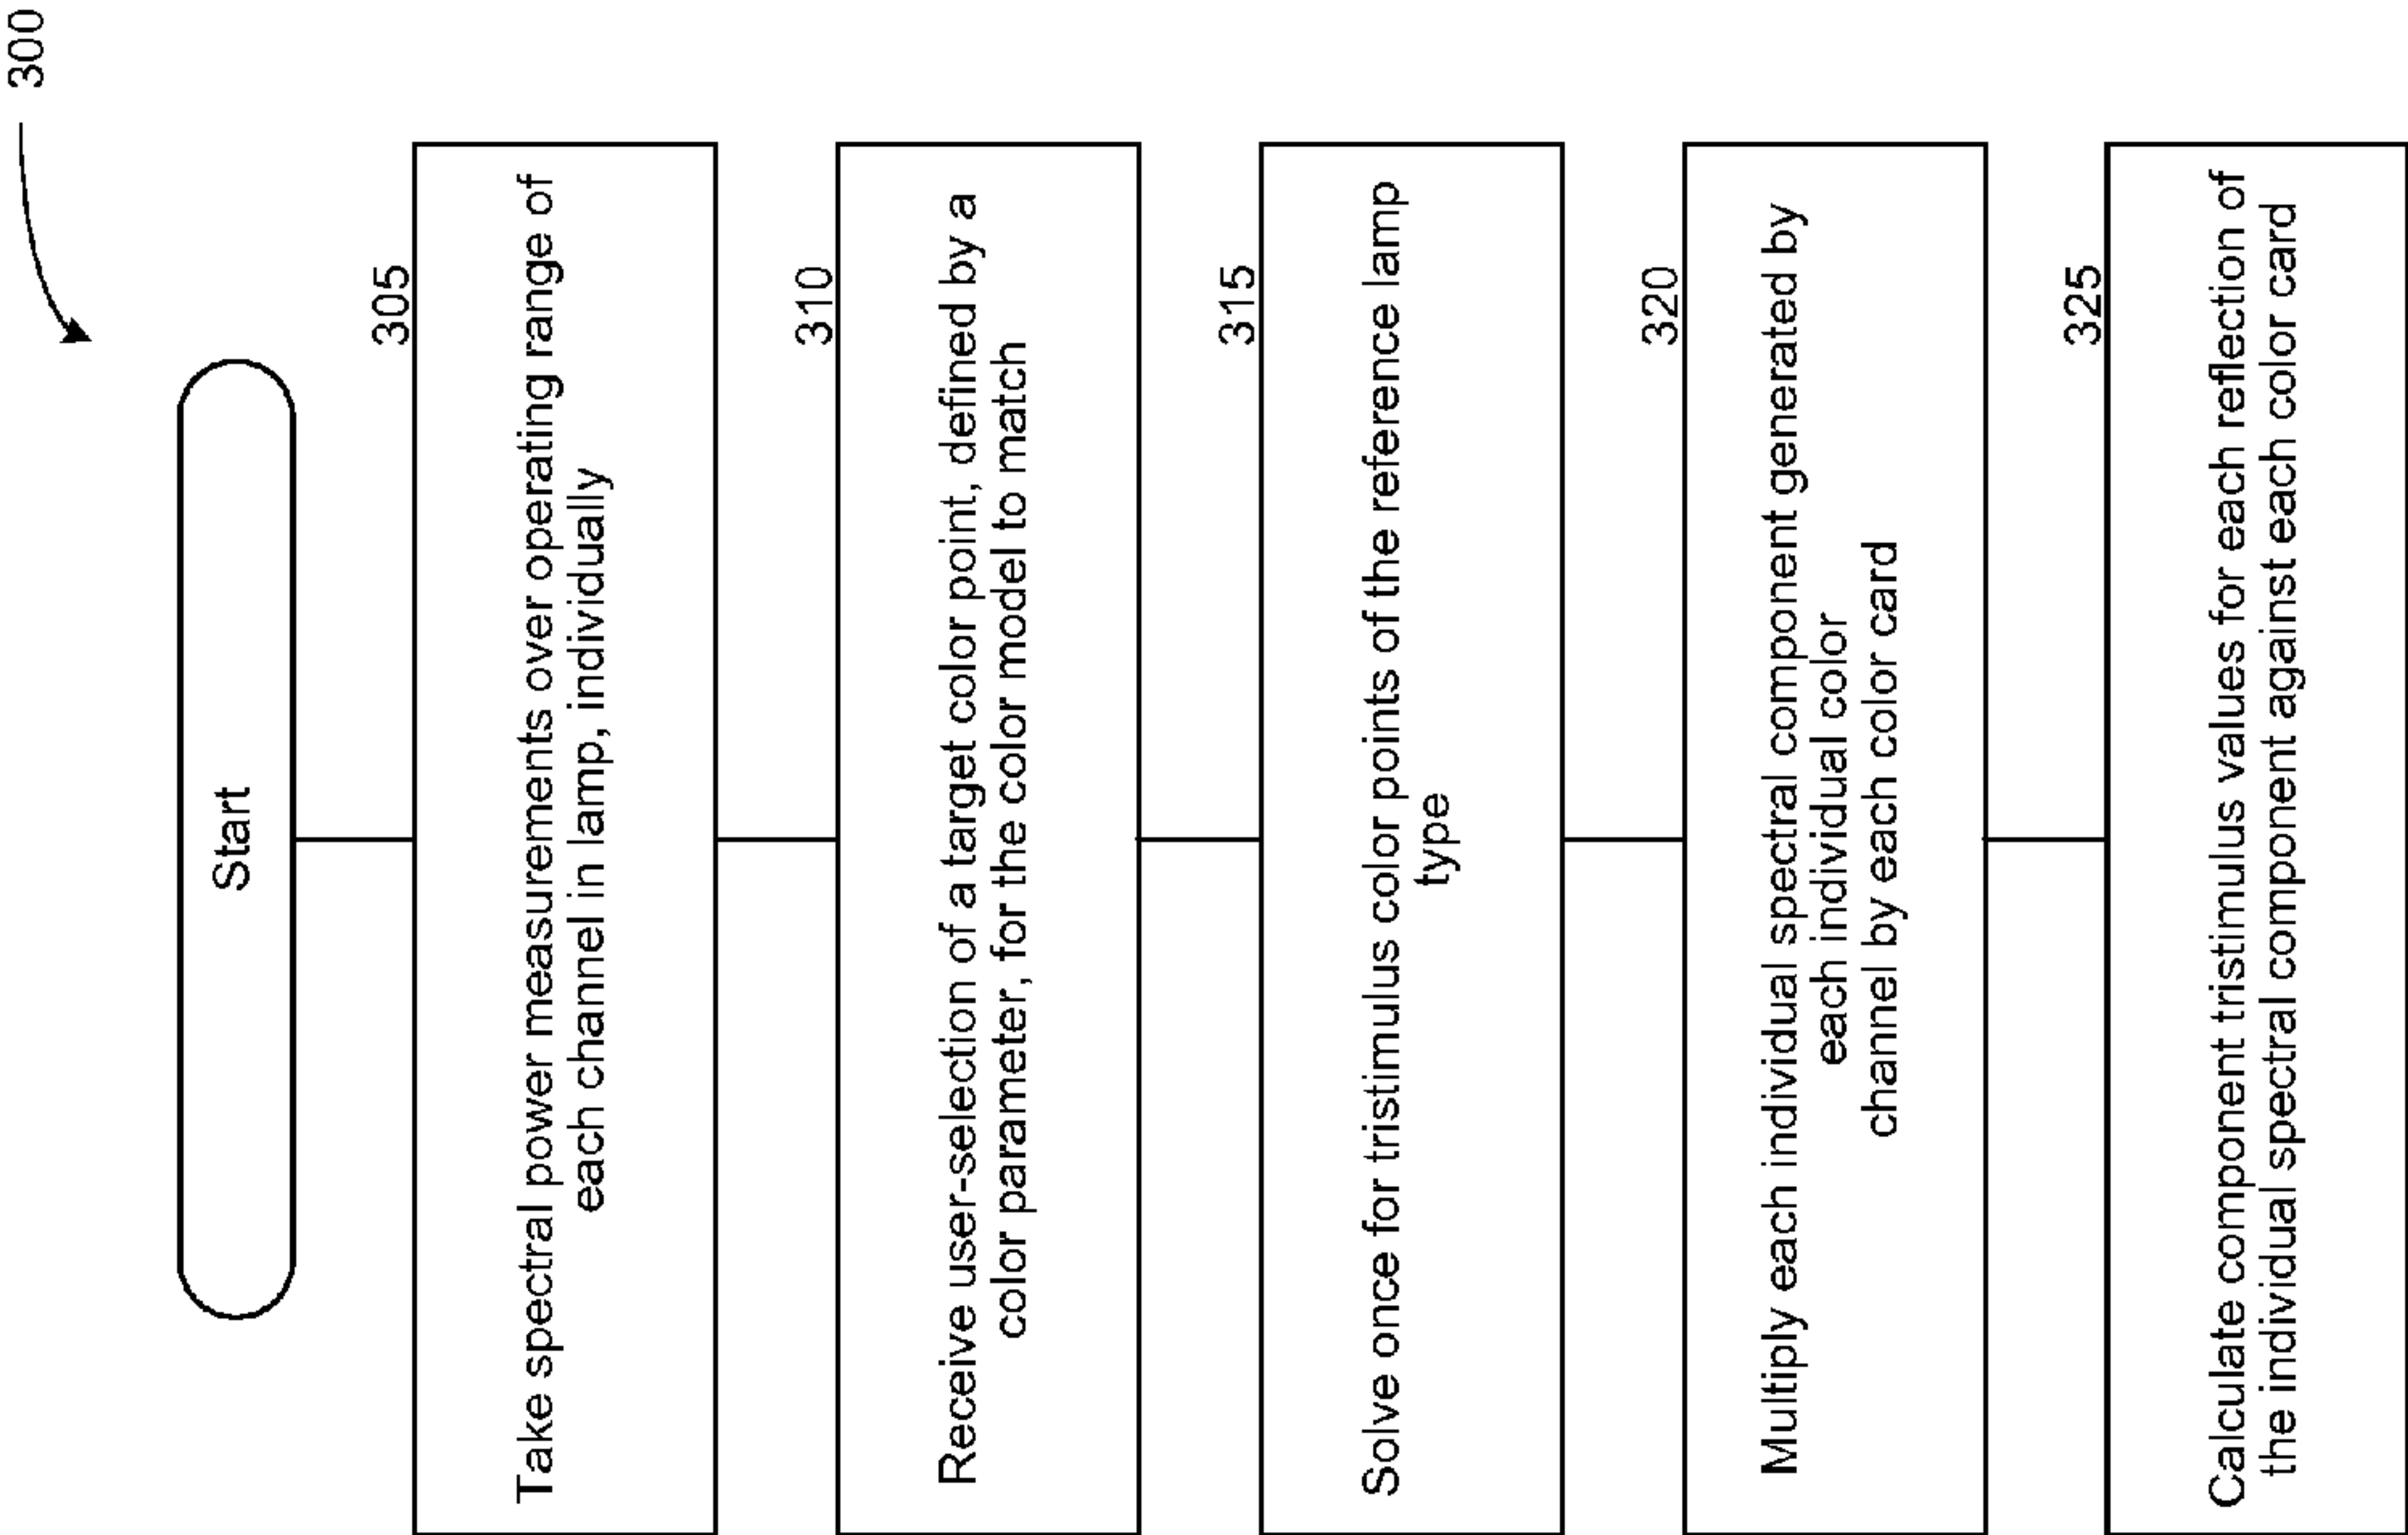 300
Start
305
Take spectral power measurements over operating range of
each channel in lamp, individually
310
Receive user-selection of a target color point, defined by a
color parameter, for the color model to match
315
Solve once for tristimulus color points of the reference lamp
type
320
Multiply each individual spectral component generated by
each individual color
channel by each color card
325
Calculate component tristimulus values for each reflection of
the individual spectral component against each color card